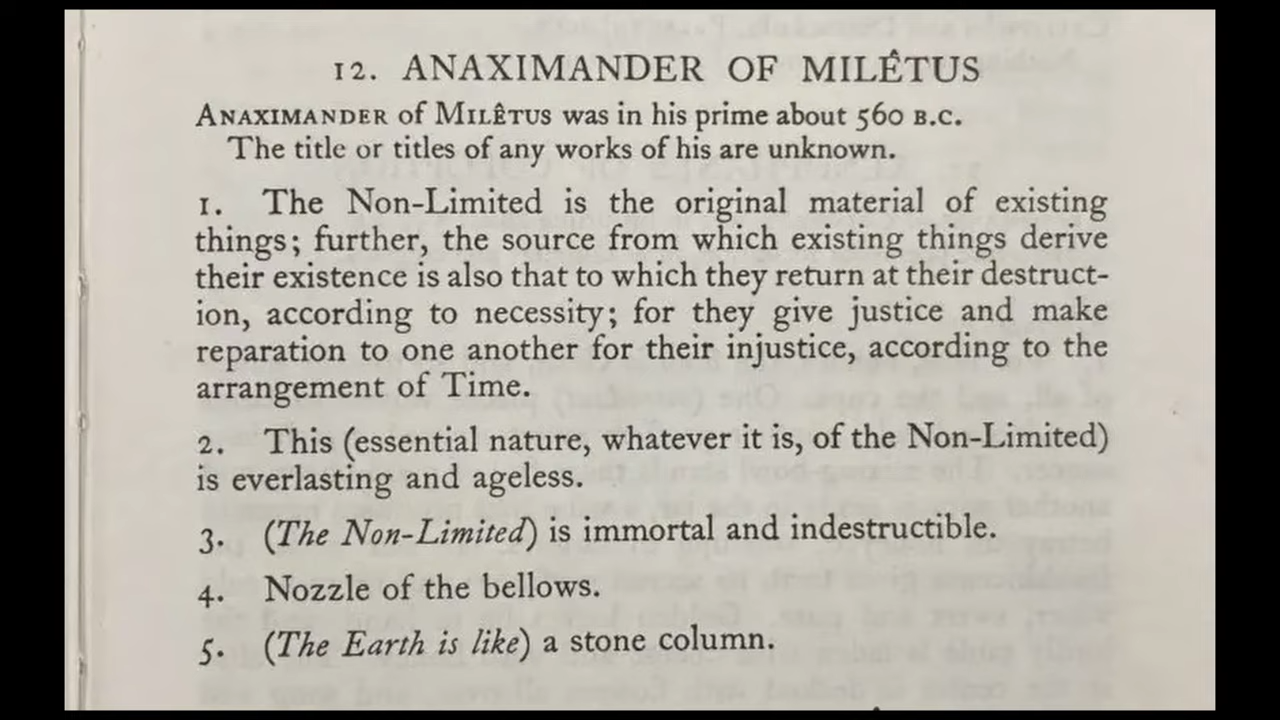 12. ANAXIMANDER OF MILÊTUS
ANAXIMANDER of MILÊTUS was in his prime about 560 B.C.
The title or titles of any works of his are unknown.
1. The Non-Limited is the original material of existing
things; further, the source from which existing things derive
their existence is also that to which they return at their destruct-
ion, according to necessity; for they give justice and make
reparation to one another for their injustice, according to the
arrangement of Time.
2. This (essential nature, whatever it is, of the Non-Limited)
is everlasting and ageless.
3. (The Non-Limited) is immortal and indestructible.
4. Nozzle of the bellows.
5. (The Earth is like) a stone column.